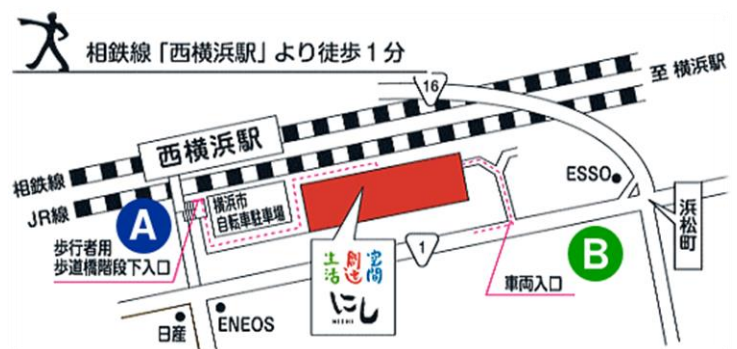 相鉄線「西横浜駅」より徒歩1分
16
至 横浜駅
西横浜駅
相鉄線
JR線
A
横浜市
自転車駐車場
ESSO
浜松町
歩行者用
歩道橋階段下入口
1
B
生活
創造
空間
にし
NISHI
車両入口
日産
ENEOS